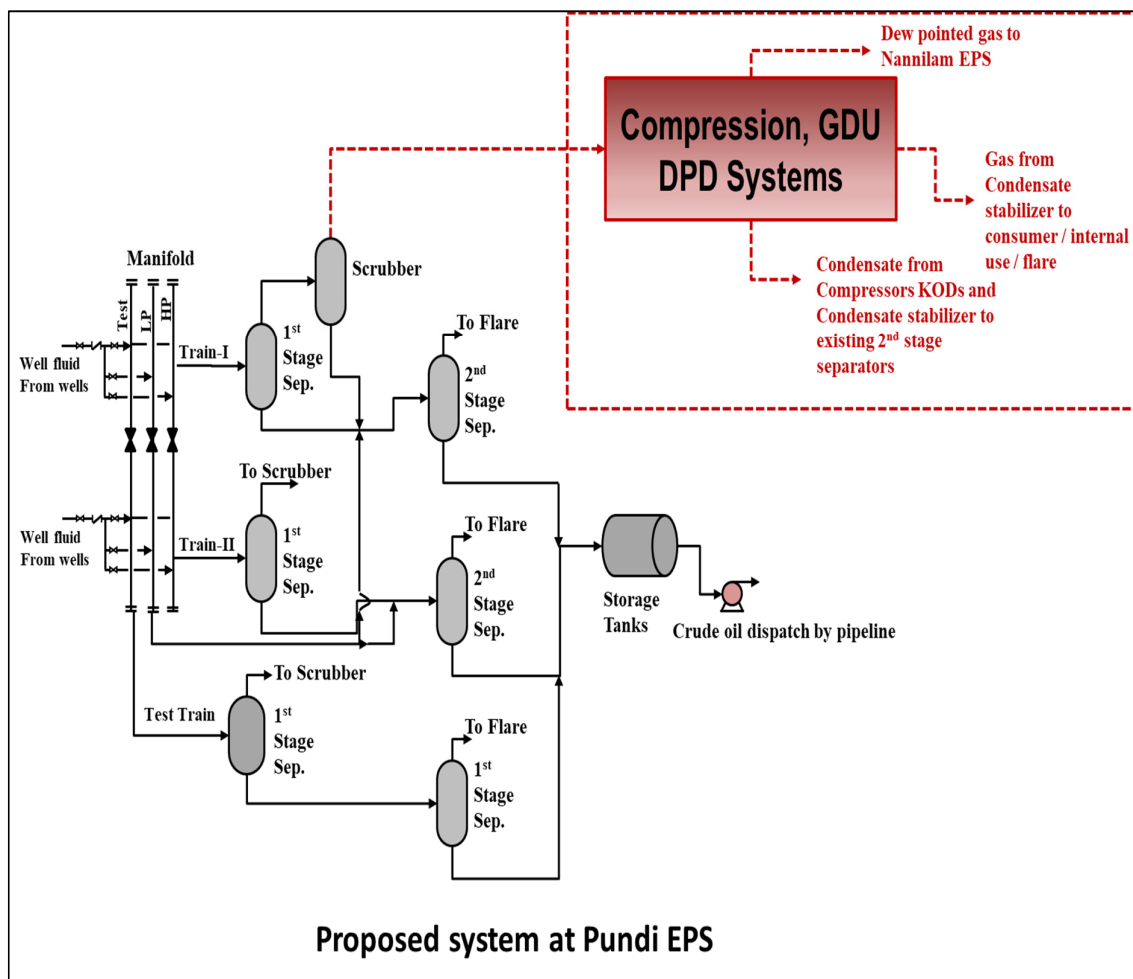 Dew pointed gas to
Nannilam EPS
Compression, GDU
DPD Systems
Gas from
Condensate
stabilizer to
consumer / internal
use / flare
Condensate from
Compressors KODs and
Condensate stabilizer to
existing 2nd stage
separators
Manifold
Test
LP
HP
Scrubber
Well fluid
From wells
Train-I
1st
Stage
Sep.
To Flare
2nd
Stage
Sep.
To Scrubber
Well fluid
From wells
Train-II
1st
Stage
Sep.
To Flare
2nd
Stage
Sep.
Storage
Tanks
Crude oil dispatch by pipeline
To Scrubber
Test Train
1st
Stage
Sep.
To Flare
1st
Stage
Sep.
Proposed system at Pundi EPS